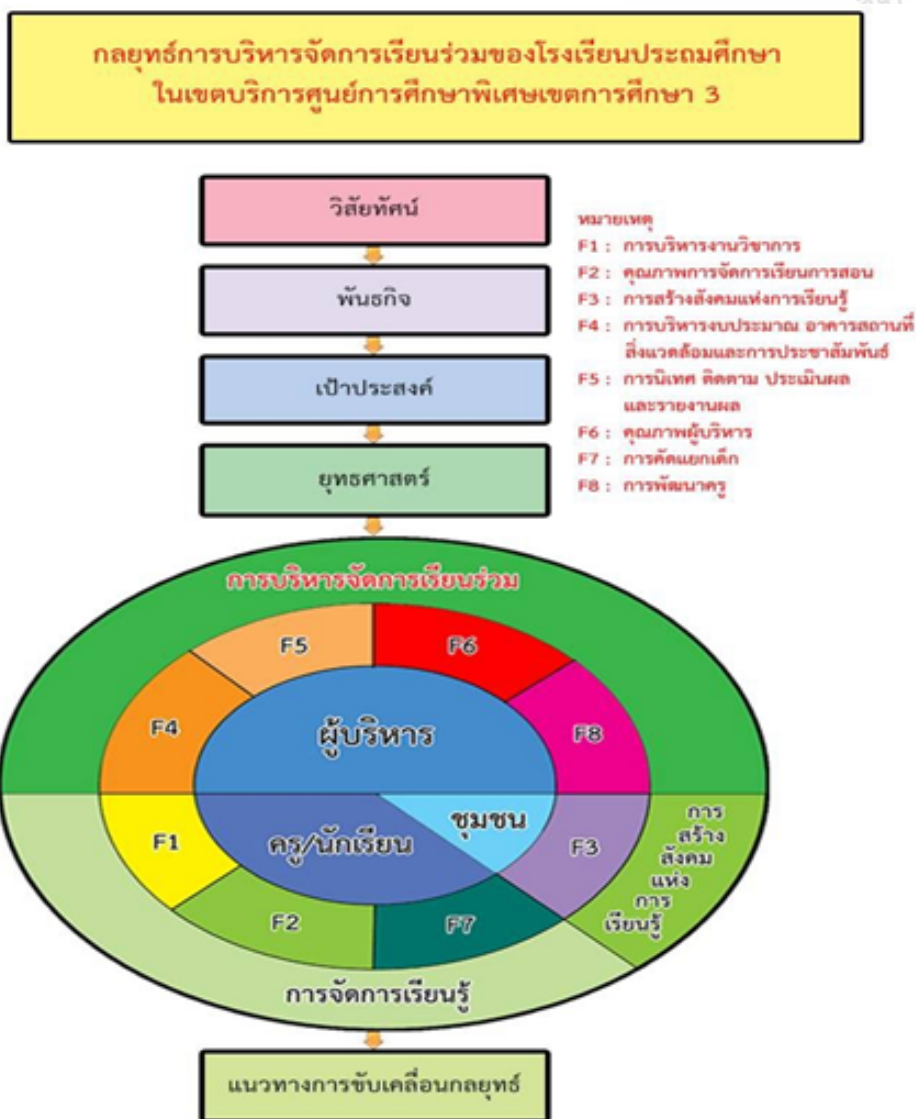 กลยุทธ์การบริหารจัดการเรียนร่วมของโรงเรียนประถมศึกษา
ในเขตบริการศูนย์การศึกษาพิเศษเขตการศึกษา 3
วิสัยทัศน์
พันธกิจ
เป้าประสงค์
ยุทธศาสตร์
หมายเหตุ
F1 : การบริหารงานวิชาการ
F2 : คุณภาพการจัดการเรียนการสอน
F3 : การสร้างสังคมแห่งการเรียนรู้
F4 : การบริหารงบประมาณ อาคารสถานที่
สิ่งแวดล้อมและการประชาสัมพันธ์
F5 : การนิเทศ ติดตาม ประเมินผล
และรายงานผล
F6 : คุณภาพผู้บริหาร
F7 : การคัดแยกเด็ก
F8 : การพัฒนาครู
การบริหารจัดการเรียนร่วม
F5
F6
F4
ผู้บริหาร
F8
F1
ครู/นักเรียน
ชุมชน
F3
การ
สร้าง
สังคม
แห่ง
การ
เรียนรู้
F2
F7
การจัดการเรียนรู้
แนวทางการขับเคลื่อนกลยุทธ์